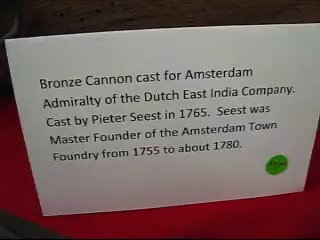 Bronze Cannon cast for Amsterdam
Admiralty of the Dutch East India Company.
Cast by Pieter Seest in 1765. Seest was
Master Founder of the Amsterdam Town
Foundry from 1755 to about 1780.